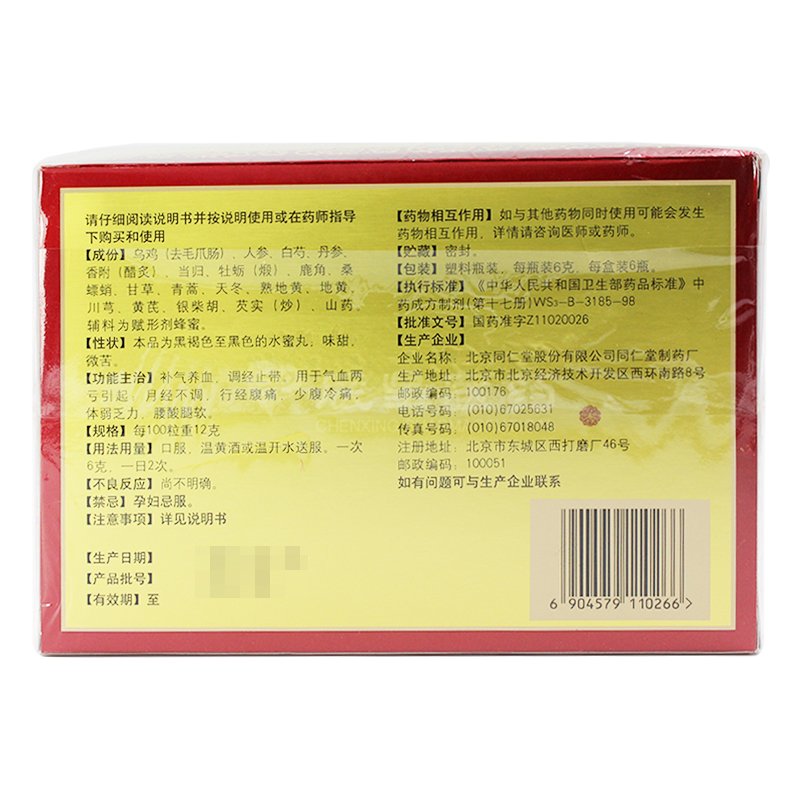 请仔细阅读说明书并按说明使用或在药师指导
下购买和使用
【成份】乌鸡（去毛爪肠）、人参、白芍、丹参、
香附（醋炙）、当归、牡蛎（煅）、鹿角、桑
螵蛸、甘草、青蒿、天冬、熟地黄、地黄、
川芎、黄芪、银柴胡、芡实（炒）、山药。
辅料为赋形剂蜂蜜。
【性状】本品为黑褐色至黑色的水蜜丸，味甜、
微苦。
【功能主治】补气养血，调经止带。用于气血两
亏引起 月经不调，行经腹痛，少腹冷痛，
体弱乏力，腰酸腿软。
【规格】每100粒重12克
【用法用量】口服，温黄酒或温开水送服。一次
6克，一日2次。
【不良反应】尚不明确。
【禁忌】孕妇忌服。
【注意事项】详见说明书
【生产日期】
【产品批号】
【有效期】至
【药物相互作用】如与其他药物同时使用可能会发生
药物相互作用，详情请咨询医师或药师。
【贮藏】密封。
【包装】塑料瓶装，每瓶装6克，每盒装6瓶。
【执行标准】《中华人民共和国卫生部药品标准》中
药成方制剂(第十七册)WS₃-B-3185-98
【批准文号】国药准字Z11020026
【生产企业】
企业名称：北京同仁堂股份有限公司同仁堂制药厂
生产地址：北京市北京经济技术开发区西环南路8号
邮政编码：100176
电话号码：(010)67025631
传真号码：(010)67018048
注册地址：北京市东城区西打磨厂46号
邮政编码：100051
如有问题可与生产企业联系
6 904579 110266>